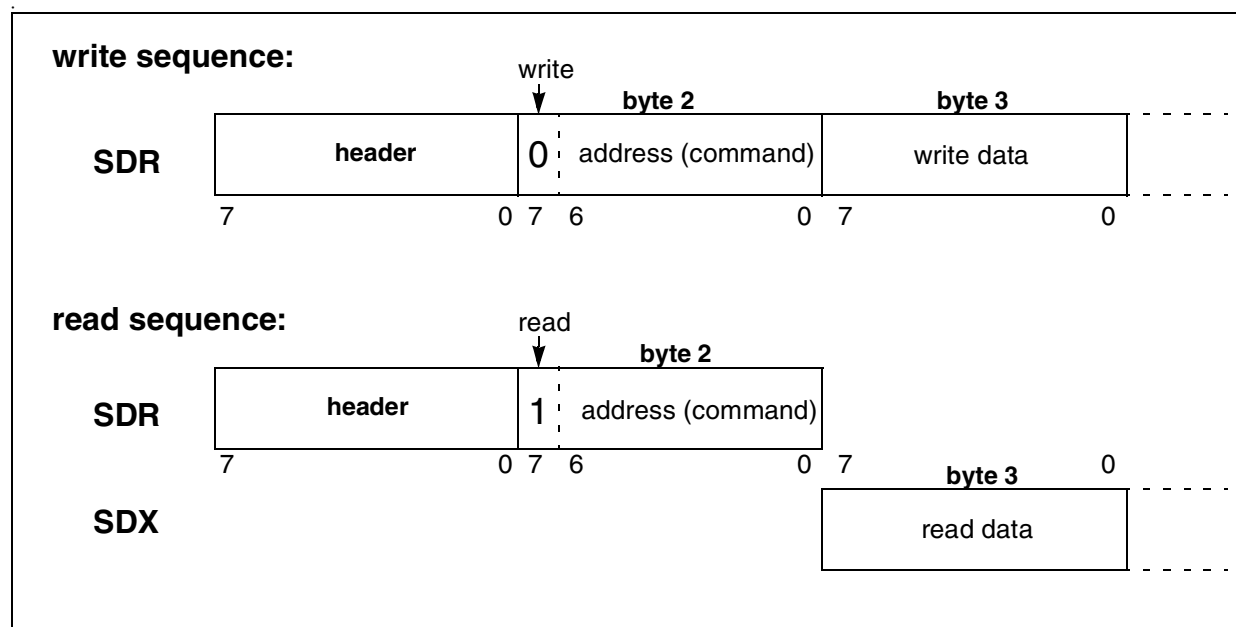 write sequence:
write
byte 2 byte 3
SDR header 0 address (command) write data
7 0 7 6 0 7 0
read sequence:
read
byte 2
SDR header 1 address (command)
7 0 7 6 0 7 0
byte 3
SDX read data